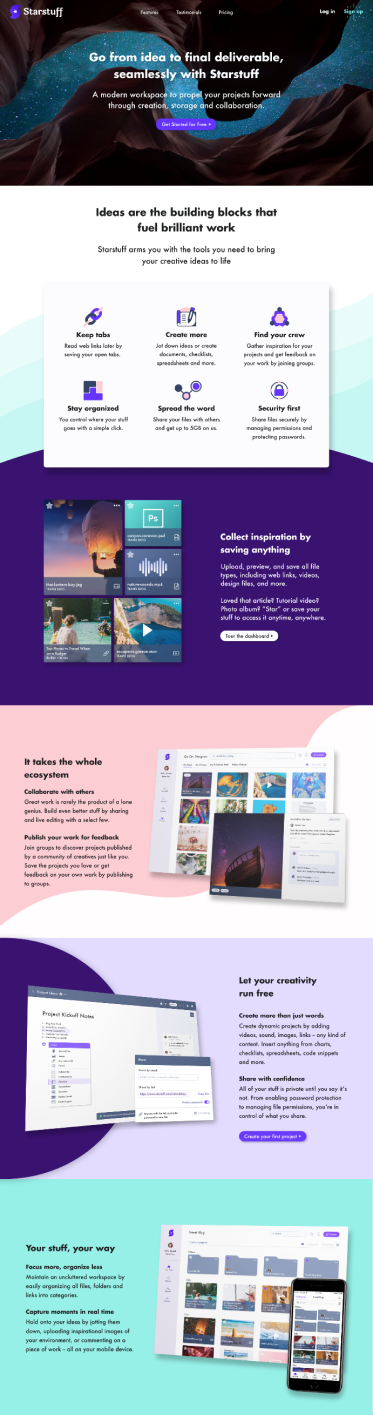 Starstuff
Features
Testimonials
Pricing
Log in
Sign up
Go from idea to final deliverable,
seamlessly with Starstuff
A modern workspace to propel your projects forward
through creation, storage and collaboration.
Get Started for Free
Ideas are the building blocks that
fuel brilliant work
Starstuff arms you with the tools you need to bring
your creative ideas to life
Keep tabs
Read web links later by
saving your open tabs.
Create more
Jot down ideas or create
documents, checklists,
spreadsheets and more.
Find your crew
Gather inspiration for your
projects and get feedback on
your work by joining groups.
Stay organized
You control where your stuff
goes with a simple click.
Spread the word
Share your files with others
and get up to 5GB on us.
Security first
Share files securely by
managing permissions and
protecting passwords.
Ps
Collect inspiration by
saving anything
Upload, preview, and save all file
types, including web links, videos,
design files, and more.
Loved that article? Tutorial video?
Photo album? "Star" or save your
stuff to access it anytime, anywhere.
Tour the dashboard
It takes the whole
ecosystem
Collaborate with others
Great work is rarely the product of a lone
genius. Build even better stuff by sharing
and live editing with a select few.
Publish your work for feedback
Join groups to discover projects published
by a community of creatives just like you.
Save the projects you love or get
feedback on your own work by publishing
to groups.
Project Kickoff Notes
Share
Let your creativity
run free
Create more than just words
Create dynamic projects by adding
videos, sound, images, links – any kind of
content. Insert anything from charts,
checklists, spreadsheets, code snippets
and more.
Share with confidence
All of your stuff is private until you say it's
not. From enabling password protection
to managing file permissions, you're in
control of what you share.
Create your first project
Your stuff, your way
Focus more, organize less
Maintain an uncluttered workspace by
easily organizing all files, folders and
links into categories.
Capture moments in real time
Hold onto your ideas by jotting them
down, uploading inspirational images of
your environment, or commenting on a
piece of work – all on your mobile device.
Travel Blog